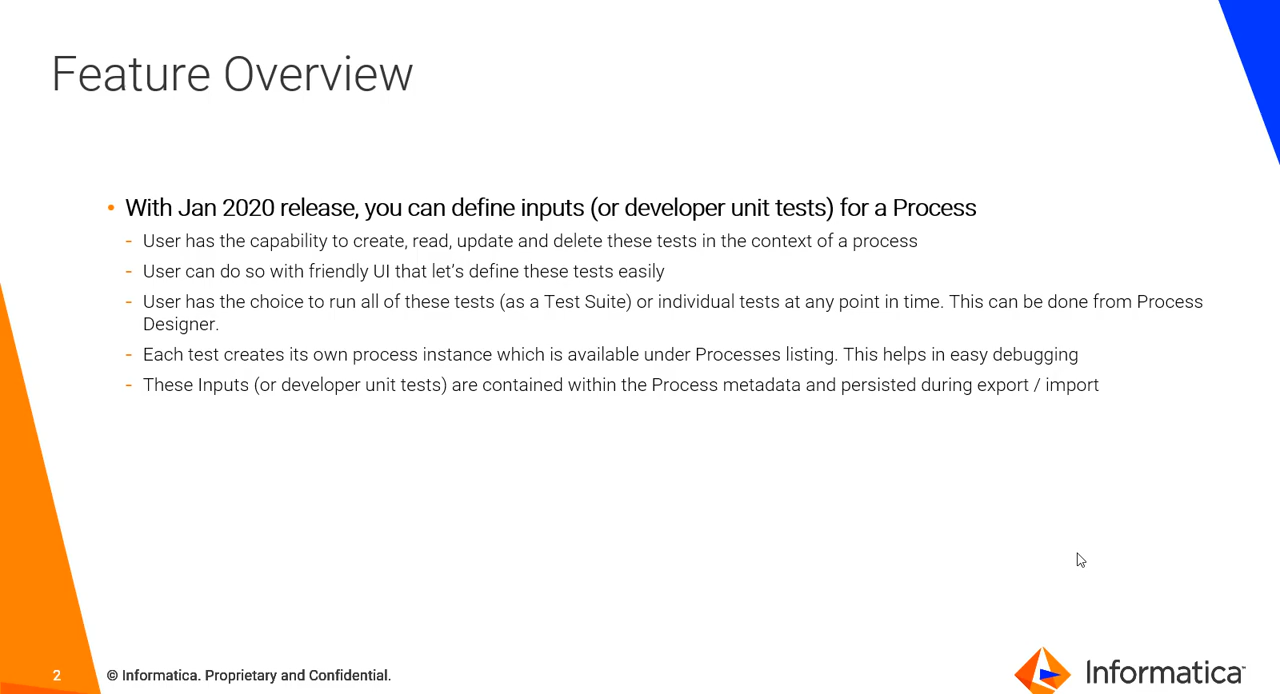 Feature Overview
• With Jan 2020 release, you can define inputs (or developer unit tests) for a Process
- User has the capability to create, read, update and delete these tests in the context of a process
- User can do so with friendly UI that let’s define these tests easily
- User has the choice to run all of these tests (as a Test Suite) or individual tests at any point in time. This can be done from Process
Designer.
- Each test creates its own process instance which is available under Processes listing. This helps in easy debugging
- These Inputs (or developer unit tests) are contained within the Process metadata and persisted during export / import
2
© Informatica. Proprietary and Confidential.
Informatica™